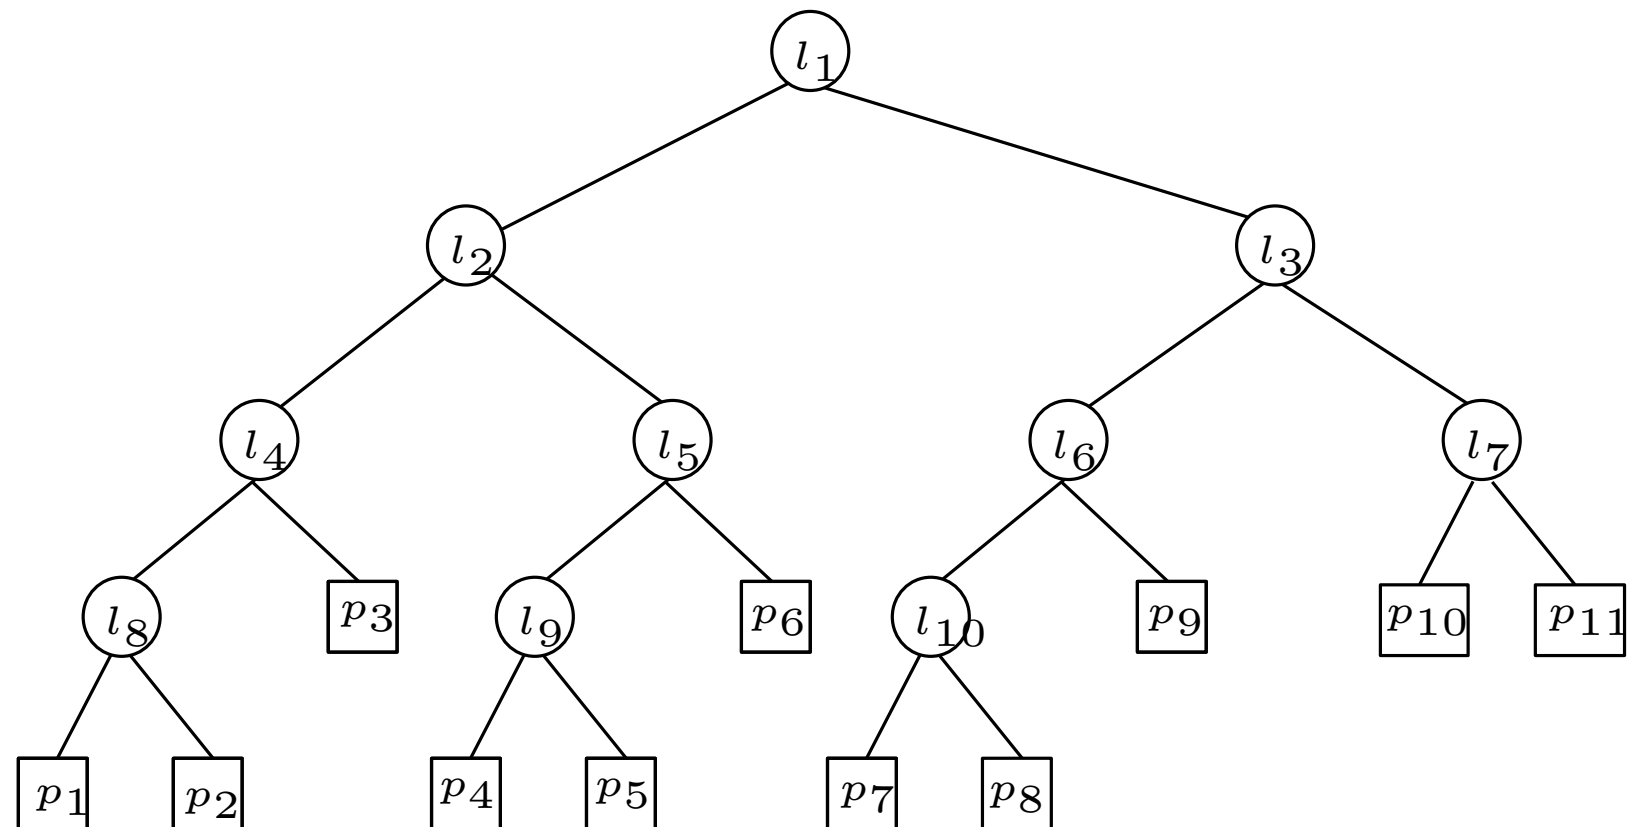 l₁
l₂ l₃
l₄ l₅ l₆ l₇
l₈ p₃ l₉ p₆ l₁₀ p₉ p₁₀ p₁₁
p₁ p₂ p₄ p₅ p₇ p₈